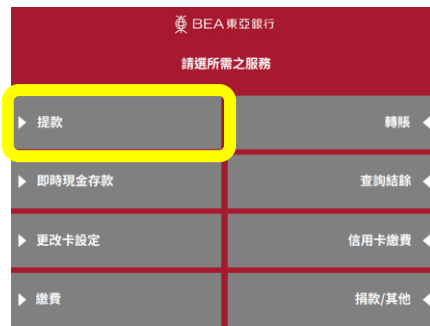 BEA東亞銀行
請選所需之服務
提款
轉賬
即時現金存款
查詢結餘
更改卡設定
信用卡繳費
繳費
捐款/其他